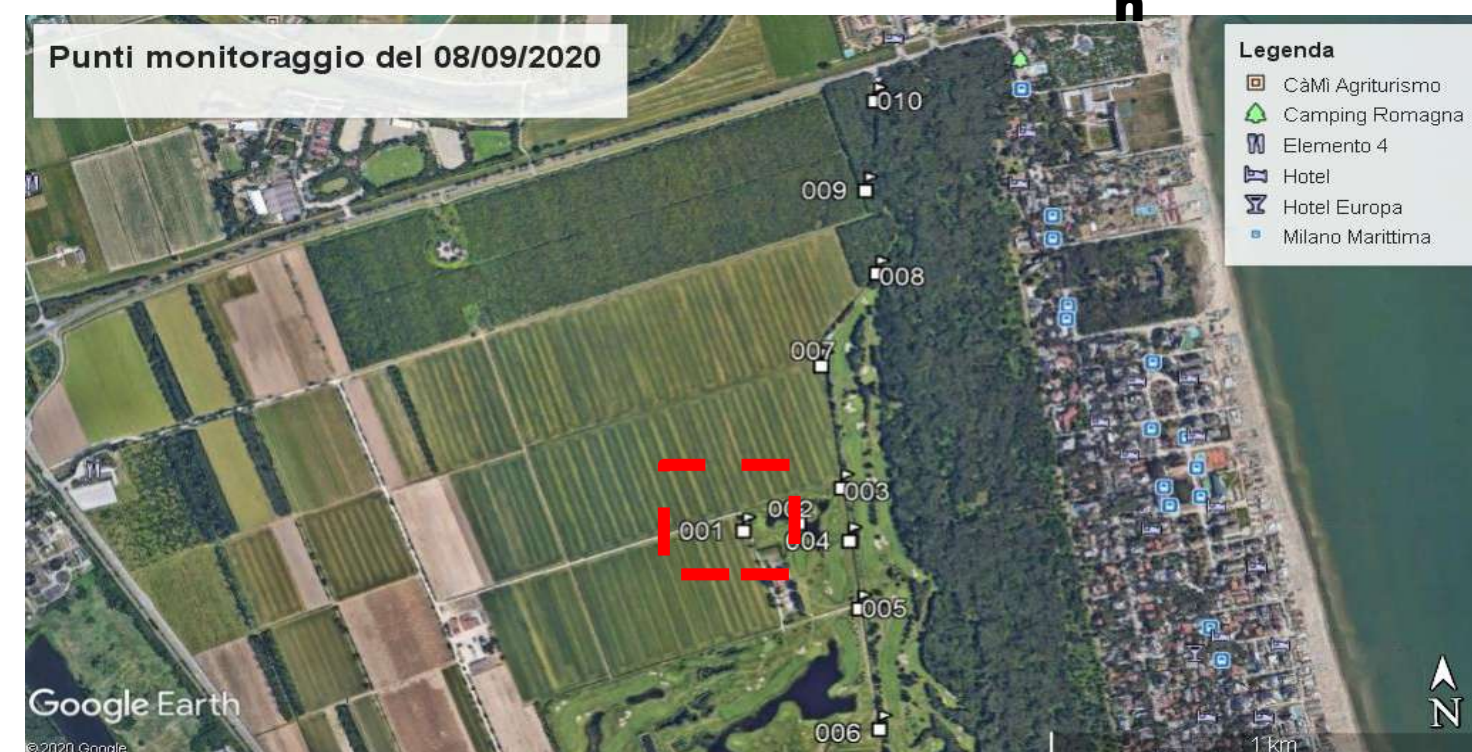 n
Punti monitoraggio del 08/09/2020
Legenda
CàMì Agriturismo
Camping Romagna
Elemento 4
Hotel
Hotel Europa
Milano Marittima
010
009
008
007
003
002
001
004
005
006
Google Earth
© 2020 Google
1 km
N